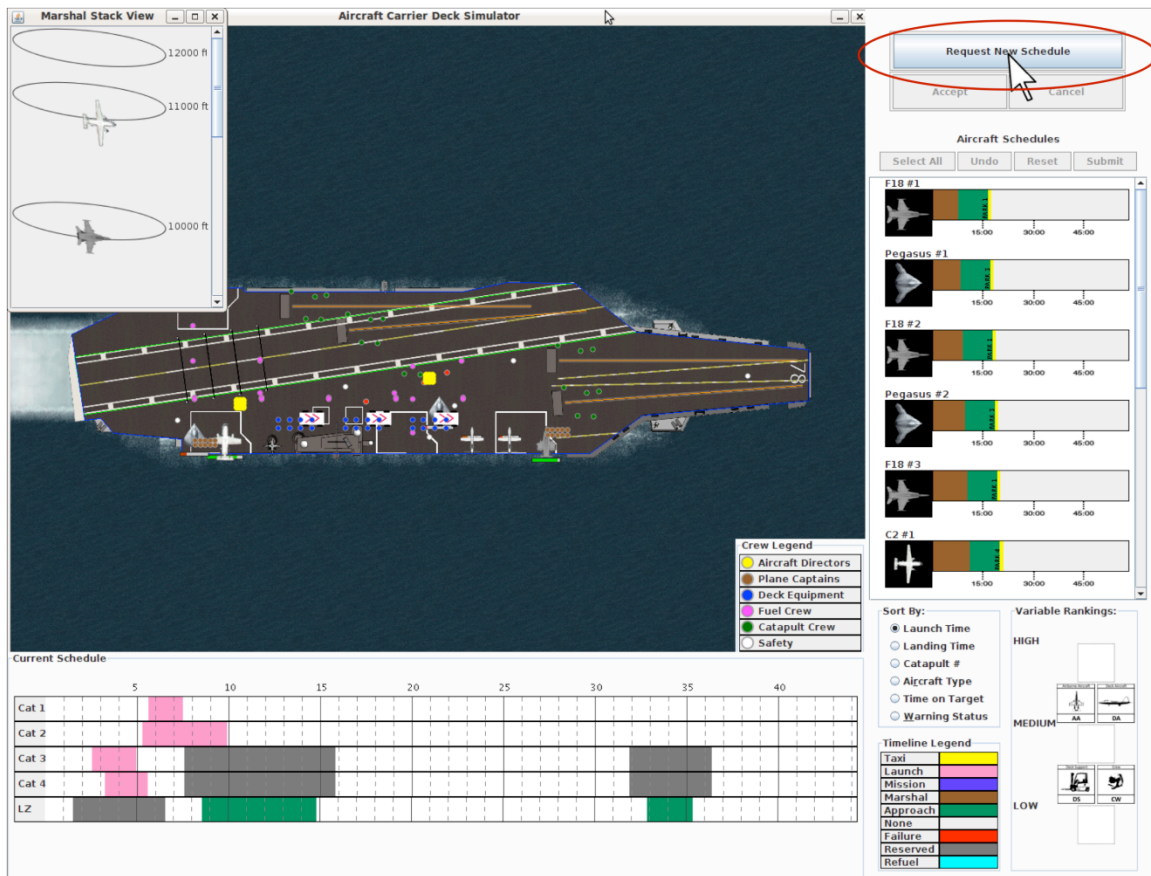 Marshal Stack View
12000 ft
11000 ft
10000 ft
Aircraft Carrier Deck Simulator
78
Request New Schedule
Accept Cancel
Aircraft Schedules
Select All Undo Reset Submit
F18 #1
15:00 30:00 45:00
Pegasus #1
15:00 30:00 45:00
F18 #2
15:00 30:00 45:00
Pegasus #2
15:00 30:00 45:00
F18 #3
15:00 30:00 45:00
C2 #1
15:00 30:00 45:00
Crew Legend
Aircraft Directors
Plane Captains
Deck Equipment
Fuel Crew
Catapult Crew
Safety
Current Schedule
5 10 15 20 25 30 35 40
Cat 1
Cat 2
Cat 3
Cat 4
LZ
Sort By:
Launch Time
Landing Time
Catapult #
Aircraft Type
Time on Target
Warning Status
Timeline Legend
Taxi
Launch
Mission
Marshal
Approach
None
Failure
Reserved
Refuel
Variable Rankings:
HIGH
AA DA
MEDIUM
DS CW
LOW